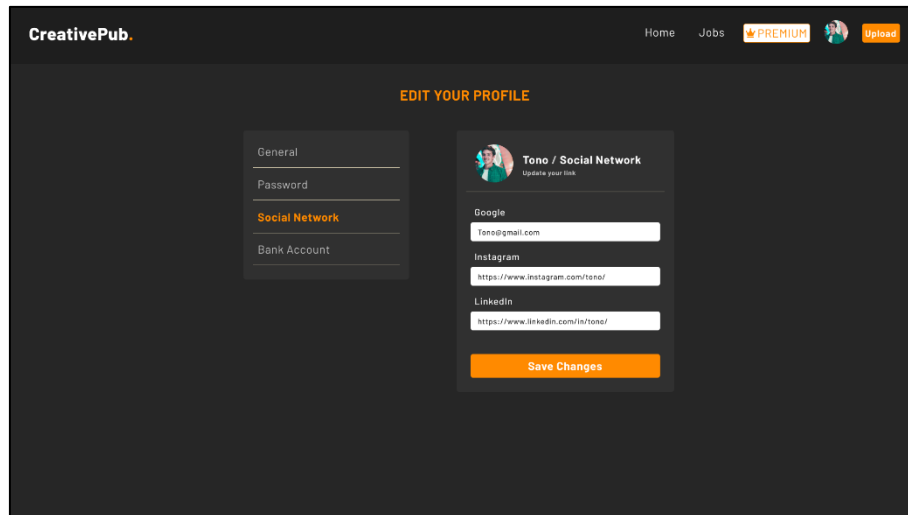 CreativePub.
Home
Jobs
PREMIUM
Upload
EDIT YOUR PROFILE
General
Password
Social Network
Bank Account
Tono / Social Network
Update your link
Google
Tono@gmail.com
Instagram
https://www.instagram.com/tono/
LinkedIn
https://www.linkedin.com/in/tono/
Save Changes